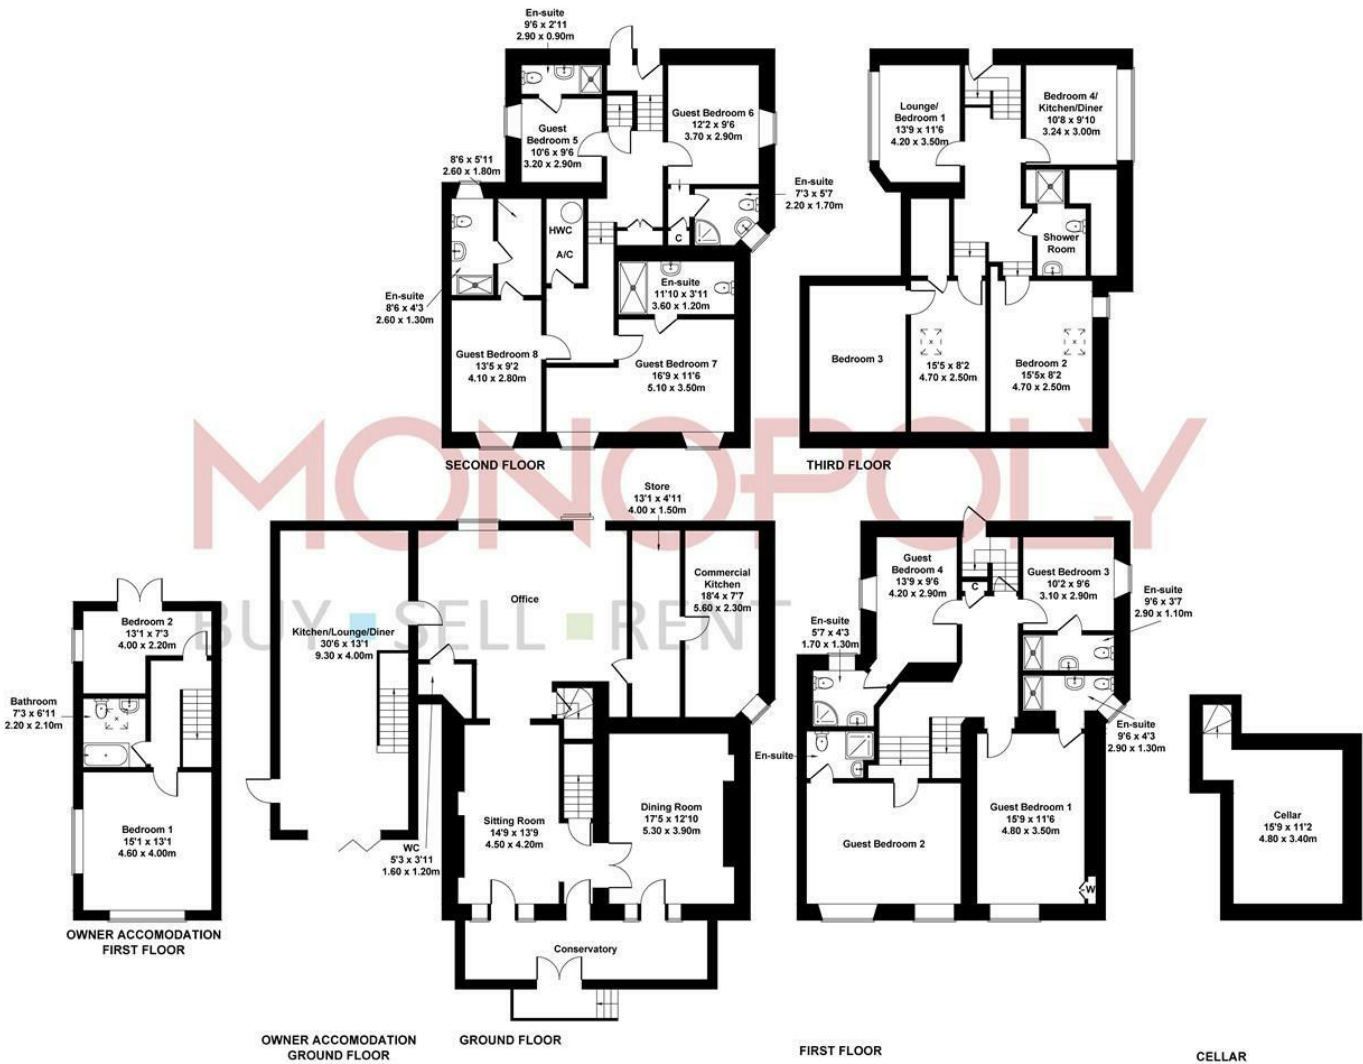 En-suite
9'6 x 2'11
2.90 x 0.90m
Guest
Bedroom 5
10'6 x 9'6
3.20 x 2.90m
Guest Bedroom 6
12'2 x 9'6
3.70 x 2.90m
8'6 x 5'11
2.60 x 1.80m
En-suite
7'3 x 5'7
2.20 x 1.70m
HWC
A/C
C
En-suite
11'10 x 3'11
3.60 x 1.20m
En-suite
8'6 x 4'3
2.60 x 1.30m
Guest Bedroom 8
13'5 x 9'2
4.10 x 2.80m
Guest Bedroom 7
16'9 x 11'6
5.10 x 3.50m
SECOND FLOOR
Lounge/
Bedroom 1
13'9 x 11'6
4.20 x 3.50m
Bedroom 4/
Kitchen/Diner
10'8 x 9'10
3.24 x 3.00m
Shower
Room
Bedroom 3
15'5 x 8'2
4.70 x 2.50m
Bedroom 2
15'5x 8'2
4.70 x 2.50m
THIRD FLOOR
MONOPOLY
BUY SELL RENT
Bedroom 2
13'1 x 7'3
4.00 x 2.20m
Bathroom
7'3 x 6'11
2.20 x 2.10m
Bedroom 1
15'1 x 13'1
4.60 x 4.00m
OWNER ACCOMODATION
FIRST FLOOR
Kitchen/Lounge/Diner
30'6 x 13'1
9.30 x 4.00m
OWNER ACCOMODATION
GROUND FLOOR
Store
13'1 x 4'11
4.00 x 1.50m
Office
Commercial
Kitchen
18'4 x 7'7
5.60 x 2.30m
WC
5'3 x 3'11
1.60 x 1.20m
Sitting Room
14'9 x 13'9
4.50 x 4.20m
Dining Room
17'5 x 12'10
5.30 x 3.90m
Conservatory
GROUND FLOOR
Guest
Bedroom 4
13'9 x 9'6
4.20 x 2.90m
C
Guest Bedroom 3
10'2 x 9'6
3.10 x 2.90m
En-suite
9'6 x 3'7
2.90 x 1.10m
En-suite
5'7 x 4'3
1.70 x 1.30m
En-suite
9'6 x 4'3
2.90 x 1.30m
En-suite
Guest Bedroom 2
Guest Bedroom 1
15'9 x 11'6
4.80 x 3.50m
W
FIRST FLOOR
Cellar
15'9 x 11'2
4.80 x 3.40m
CELLAR